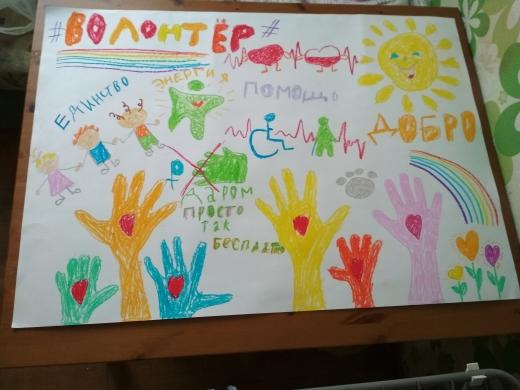 #ВОЛОНТЁР#
ЭНЕРГИЯ
ЕДИНСТВО
ПОМОЩЬ
ДОБРО
₽
ДАРОМ
ПРОСТО
ТАК
БЕСПЛАТНО